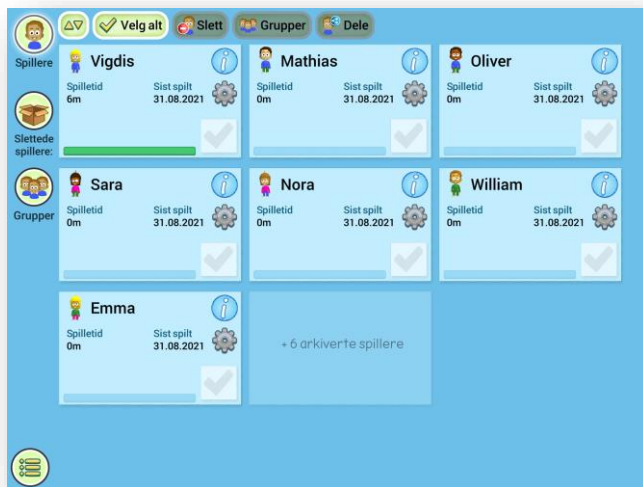 Velg alt
Slett
Grupper
Dele
Spillere
Slettede
spillere:
Grupper
Vigdis
Spilletid
Sist spilt
6m
31.08.2021
Mathias
Spilletid
Sist spilt
0m
31.08.2021
Oliver
Spilletid
Sist spilt
0m
31.08.2021
Sara
Spilletid
Sist spilt
0m
31.08.2021
Nora
Spilletid
Sist spilt
0m
31.08.2021
William
Spilletid
Sist spilt
0m
31.08.2021
Emma
Spilletid
Sist spilt
0m
31.08.2021
+ 6 arkiverte spillere